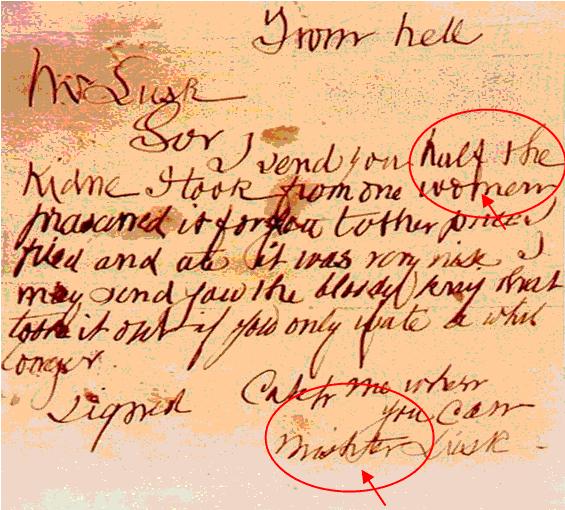 From hell
Mr Lusk
Sor
I send you half the
Kidne I took from one women
prasarved it for you tother piece I
fried and ate it was very nise I
may send you the bloody knif that
took it out if you only wate a whil
longer.
signed
Catch me when
you can
Mishter Lusk